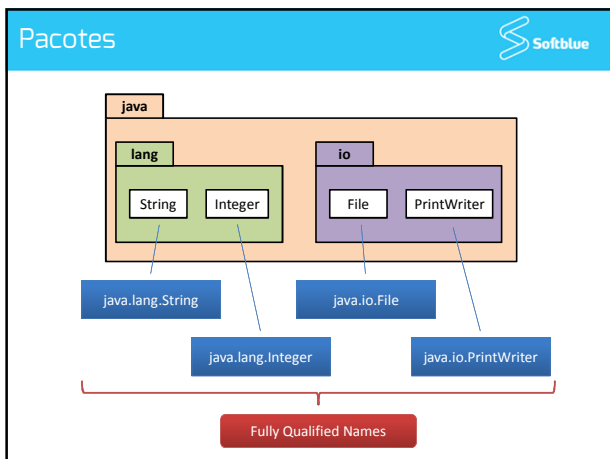 Pacotes
Softblue
java
lang
io
String
Integer
File
PrintWriter
java.lang.String
java.io.File
java.lang.Integer
java.io.PrintWriter
Fully Qualified Names